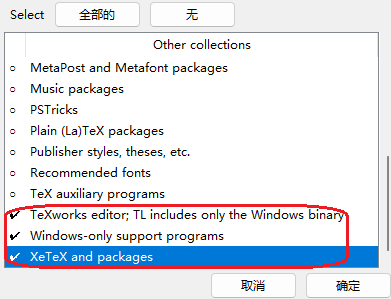 Select 全部的 无
Other collections
MetaPost and Metafont packages
Music packages
PSTricks
Plain (La)TeX packages
Publisher styles, theses, etc.
Recommended fonts
TeX auxiliary programs
TeXworks editor; TL includes only the Windows binary
Windows-only support programs
XeTeX and packages
取消 确定